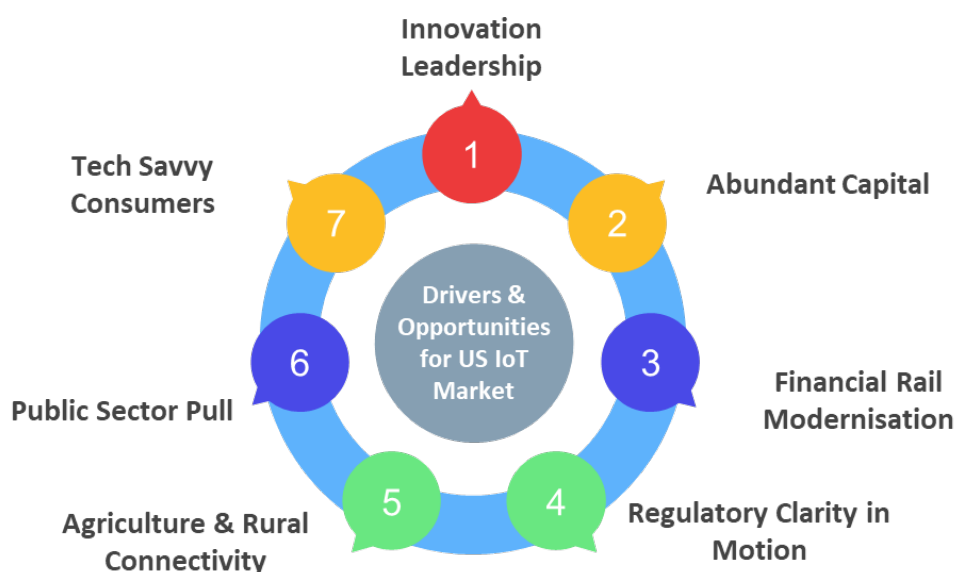 Innovation
Leadership
1
Tech Savvy
Consumers
7
2
Abundant Capital
Drivers &
Opportunities
for US IoT
Market
6
3
Public Sector Pull
Financial Rail
Modernisation
5
4
Agriculture & Rural
Connectivity
Regulatory Clarity in
Motion